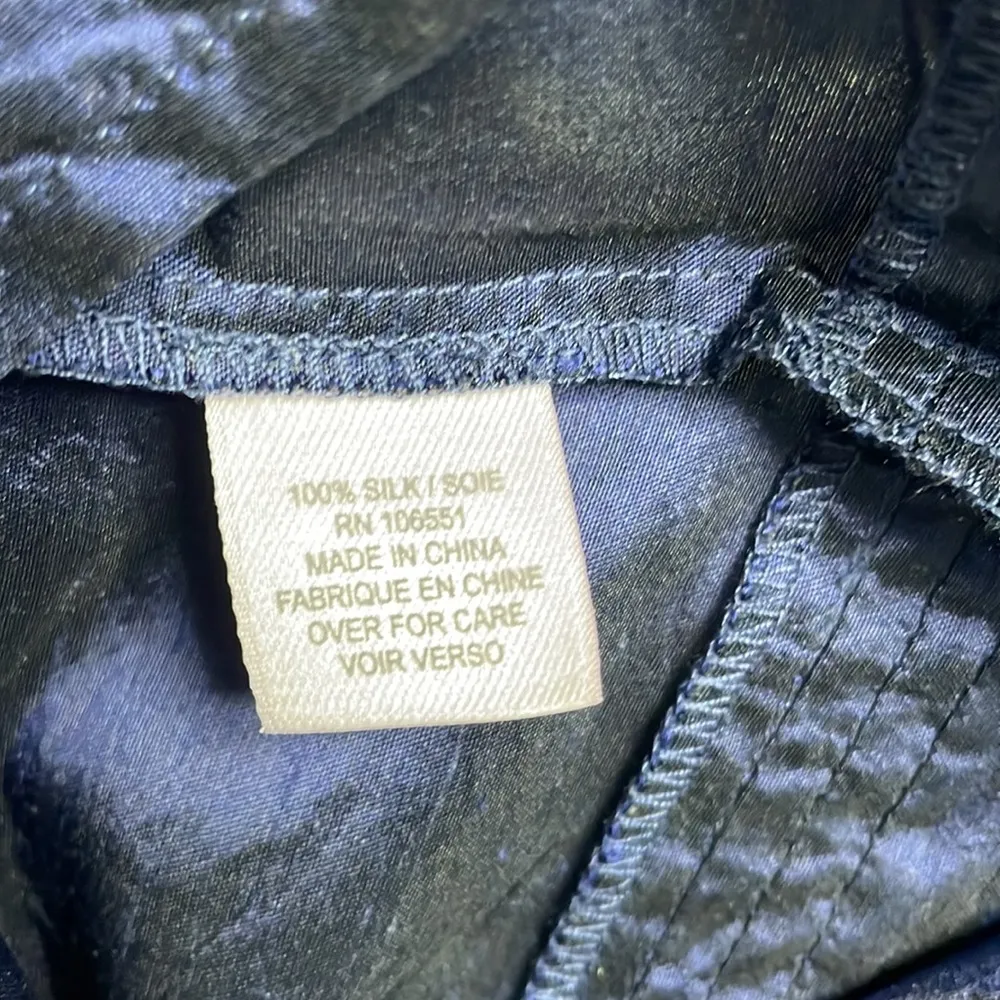 100% SILK / SOIE
RN 106551
MADE IN CHINA
FABRIQUE EN CHINE
OVER FOR CARE
VOIR VERSO